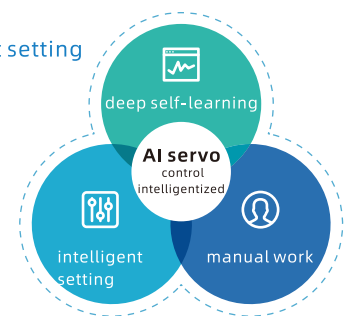 setting
deep self-learning
AI servo
control
intelligentized
intelligent
setting
manual work